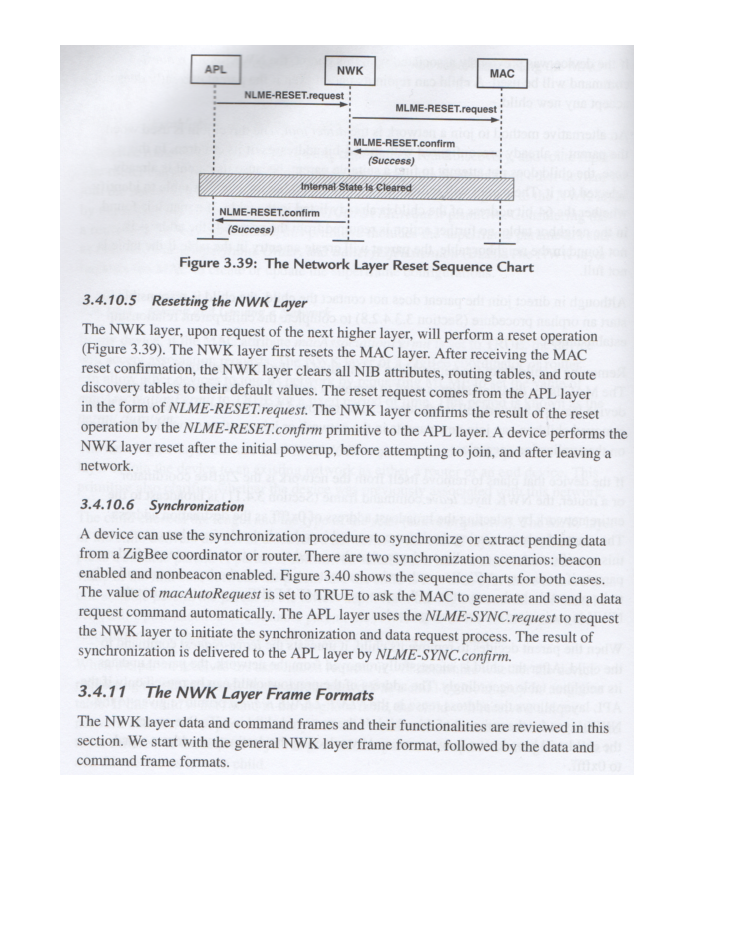 APL
NWK
MAC
NLME-RESET.request
MLME-RESET.request
MLME-RESET.confirm
(Success)
Internal State Is Cleared
NLME-RESET.confirm
(Success)
Figure 3.39: The Network Layer Reset Sequence Chart
3.4.10.5 Resetting the NWK Layer
The NWK layer, upon request of the next higher layer, will perform a reset operation
(Figure 3.39). The NWK layer first resets the MAC layer. After receiving the MAC
reset confirmation, the NWK layer clears all NIB attributes, routing tables, and route
discovery tables to their default values. The reset request comes from the APL layer
in the form of NLME-RESET.request. The NWK layer confirms the result of the reset
operation by the NLME-RESET.confirm primitive to the APL layer. A device performs the
NWK layer reset after the initial powerup, before attempting to join, and after leaving a
network.
3.4.10.6 Synchronization
A device can use the synchronization procedure to synchronize or extract pending data
from a ZigBee coordinator or router. There are two synchronization scenarios: beacon
enabled and nonbeacon enabled. Figure 3.40 shows the sequence charts for both cases.
The value of macAutoRequest is set to TRUE to ask the MAC to generate and send a data
request command automatically. The APL layer uses the NLME-SYNC.request to request
the NWK layer to initiate the synchronization and data request process. The result of
synchronization is delivered to the APL layer by NLME-SYNC.confirm.
3.4.11 The NWK Layer Frame Formats
The NWK layer data and command frames and their functionalities are reviewed in this
section. We start with the general NWK layer frame format, followed by the data and
command frame formats.